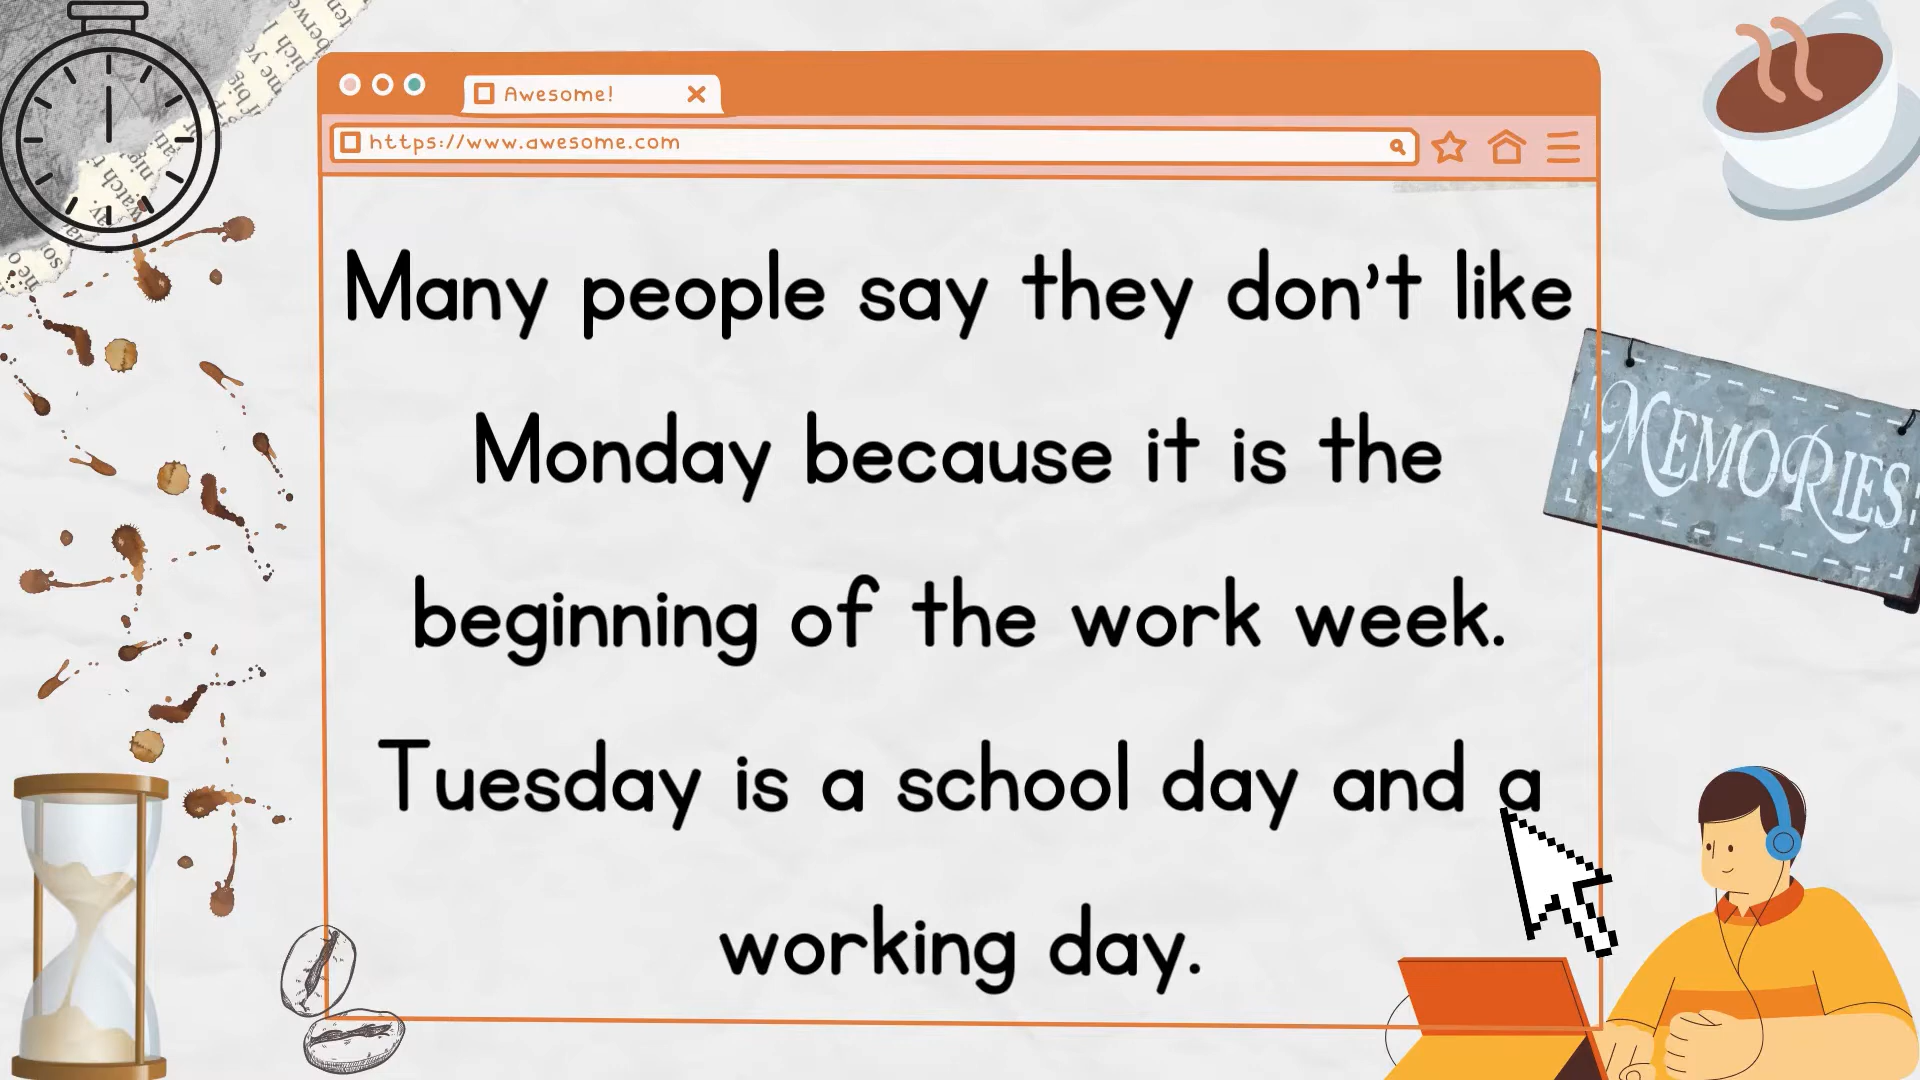 Awesome!
https://www.awesome.com
Many people say they don't like
Monday because it is the
beginning of the work week.
Tuesday is a school day and a
working day.
MEMORIES